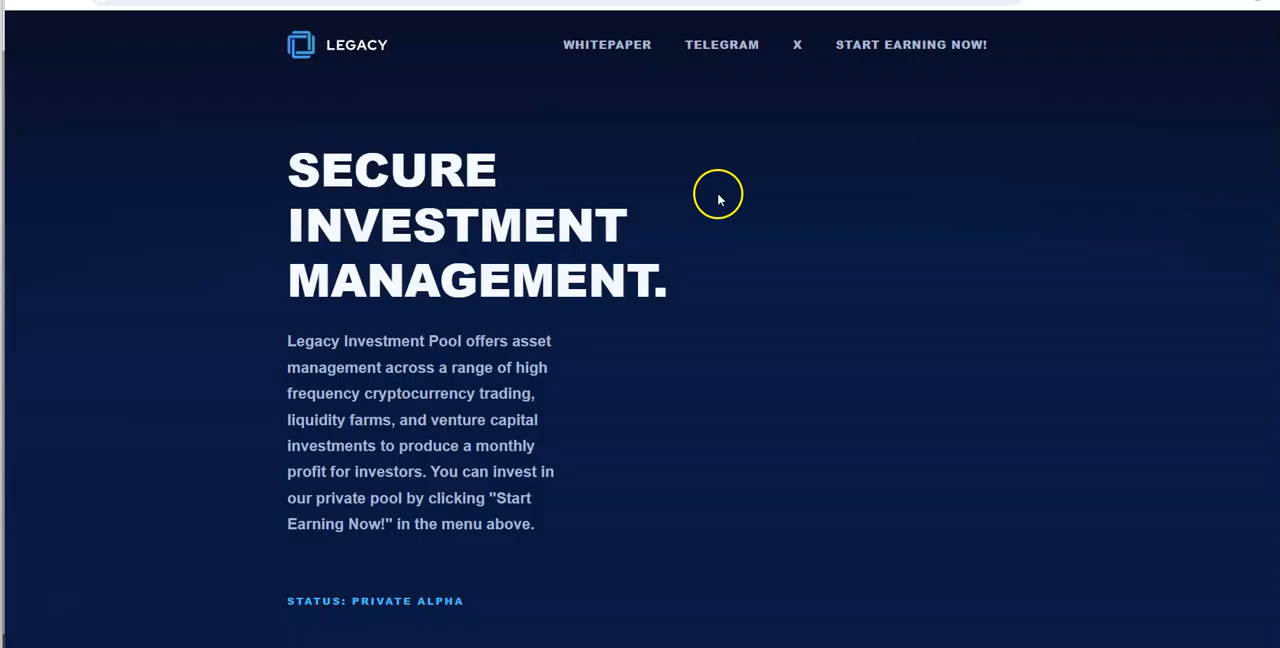 LEGACY
WHITEPAPER
TELEGRAM
X
START EARNING NOW!
SECURE
INVESTMENT
MANAGEMENT.
Legacy Investment Pool offers asset
management across a range of high
frequency cryptocurrency trading,
liquidity farms, and venture capital
investments to produce a monthly
profit for investors. You can invest in
our private pool by clicking "Start
Earning Now!" in the menu above.
STATUS: PRIVATE ALPHA